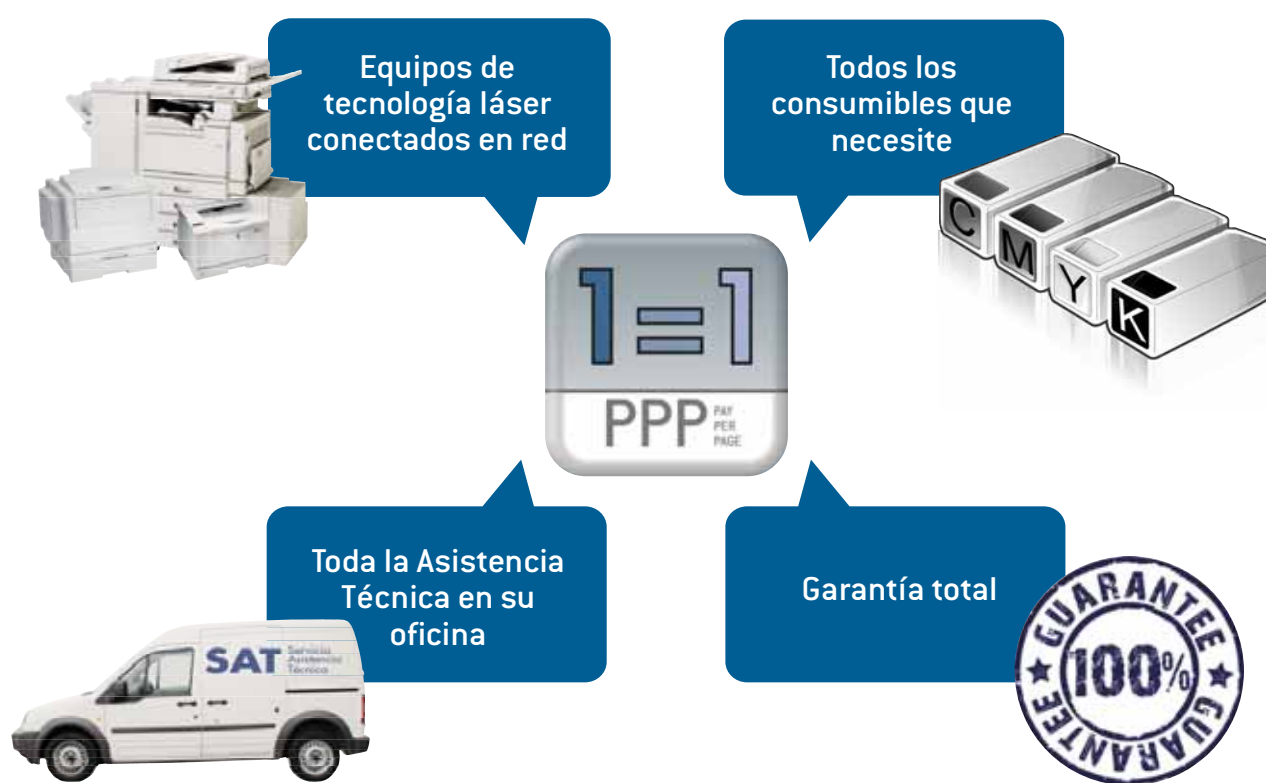 Equipos de
tecnología láser
conectados en red
Todos los
consumibles que
necesite
C
M
Y
K
1=1
PPP PAY
PER
PAGE
Toda la Asistencia
Técnica en su
oficina
SAT Servicio
Asistencia
Técnica
Garantía total
GUARANTEE
100%
GUARANTEE